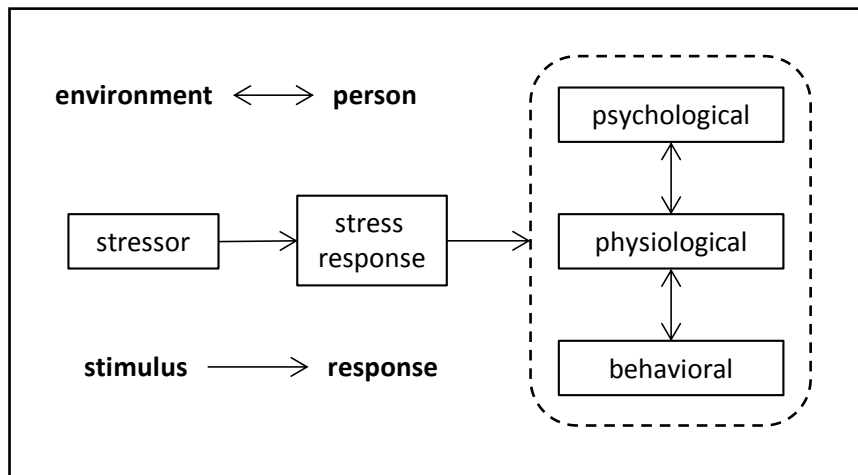 environment
person
psychological
stressor
stress
response
physiological
stimulus
response
behavioral